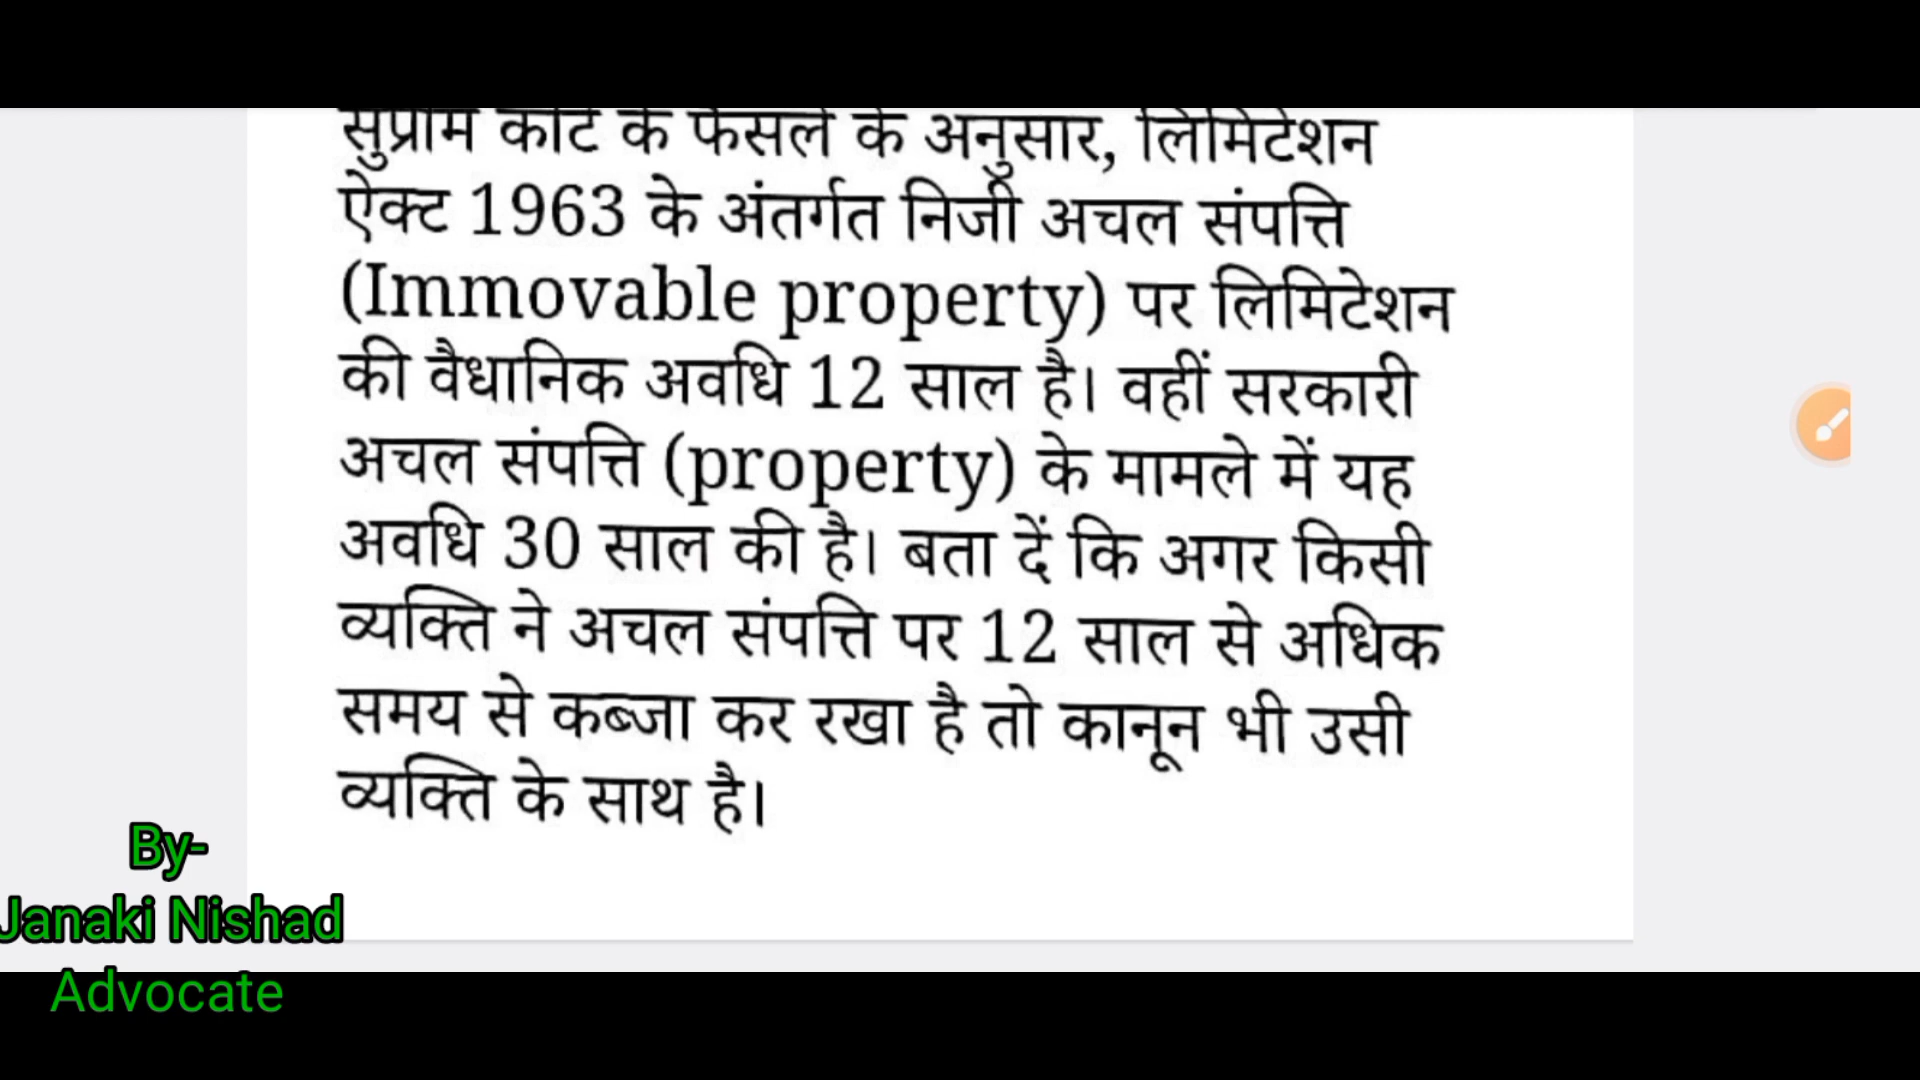 सुप्रीम कोर्ट के फैसले के अनुसार, लिमिटेशन
ऐक्ट 1963 के अंतर्गत निजी अचल संपत्ति
(Immovable property) पर लिमिटेशन
की वैधानिक अवधि 12 साल है। वहीं सरकारी
अचल संपत्ति (property) के मामले में यह
अवधि 30 साल की है। बता दें कि अगर किसी
व्यक्ति ने अचल संपत्ति पर 12 साल से अधिक
समय से कब्जा कर रखा है तो कानून भी उसी
व्यक्ति के साथ है।
By-
Janaki Nishad
Advocate